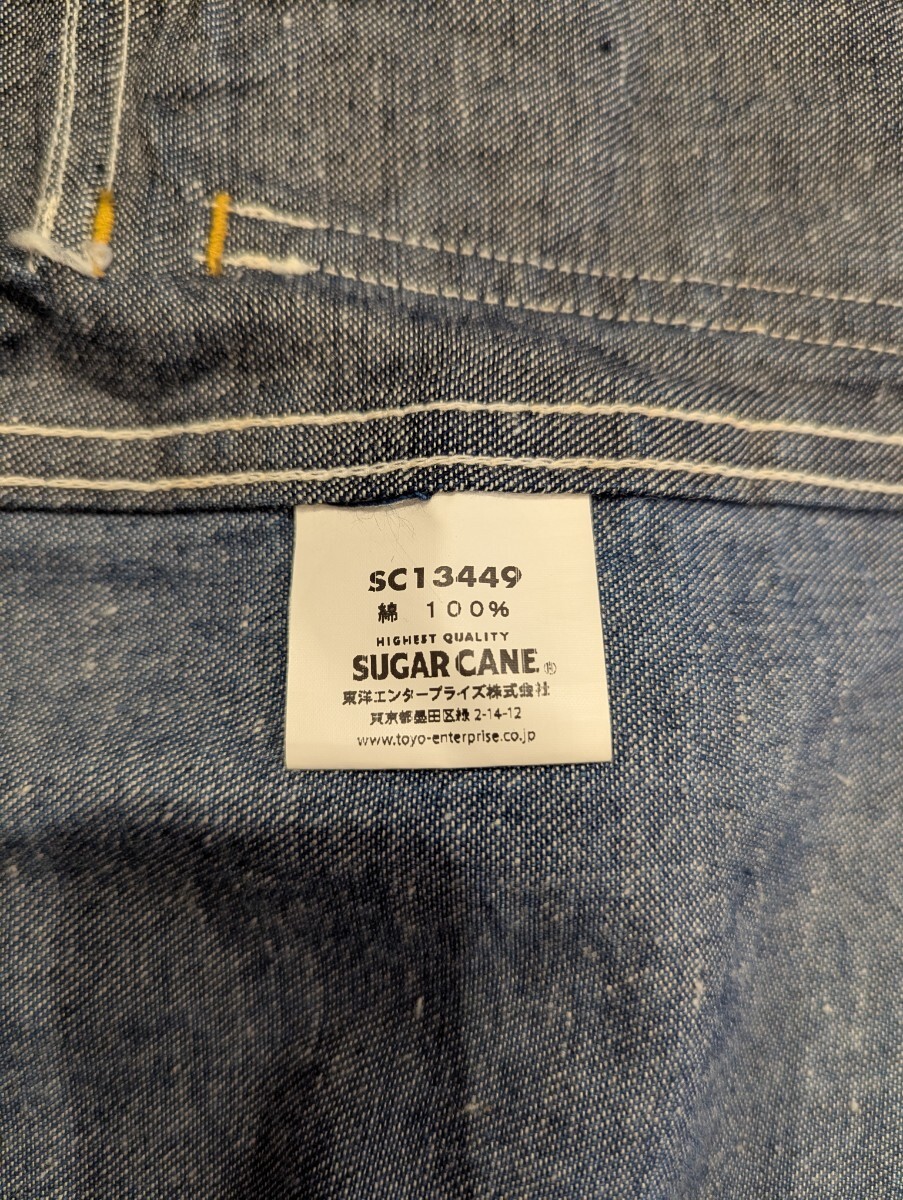 SC13449
綿 100%
HIGHEST QUALITY
SUGAR CANE®
東洋エンタープライズ株式会社
東京都墨田区緑 2-14-12
www.toyo-enterprise.co.jp